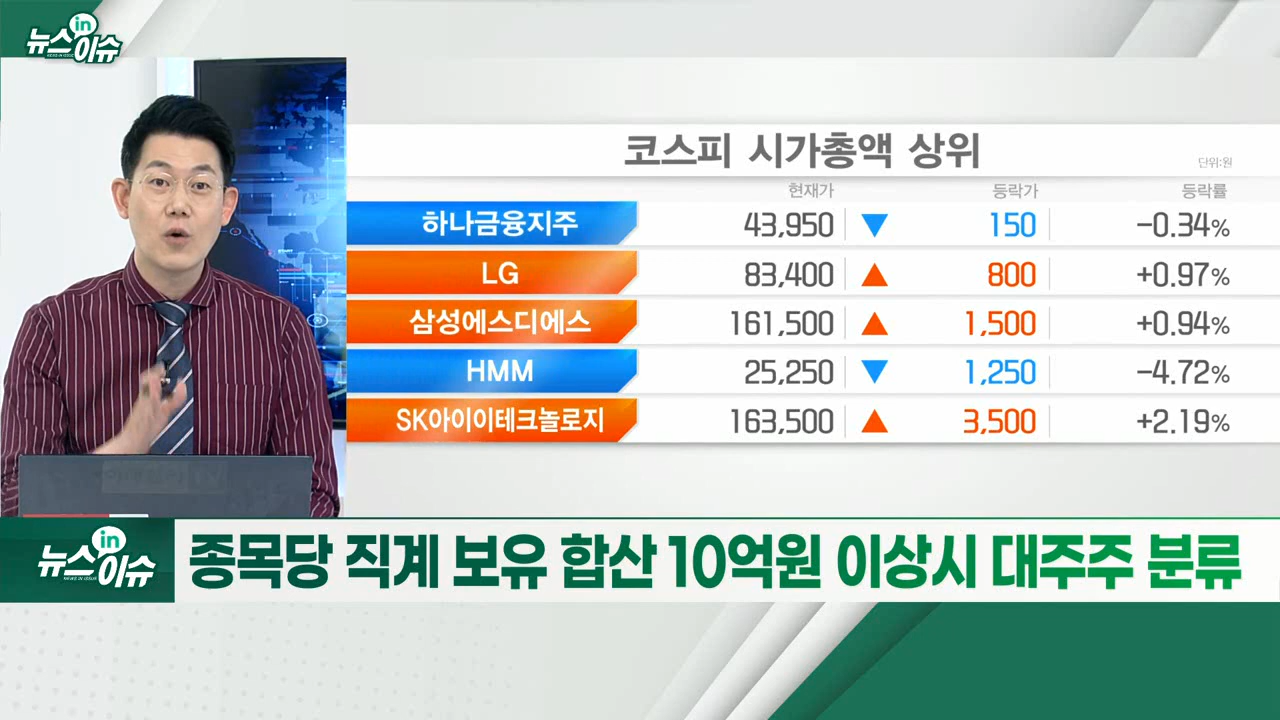 뉴스in이슈
코스피 시가총액 상위
단위:원
현재가 등락가 등락률
하나금융지주 43,950 ▼ 150 -0.34%
LG 83,400 ▲ 800 +0.97%
삼성에스디에스 161,500 ▲ 1,500 +0.94%
HMM 25,250 ▼ 1,250 -4.72%
SK아이이테크놀로지 163,500 ▲ 3,500 +2.19%
뉴스in이슈
NEWS IN ISSUE
종목당 직계 보유 합산 10억원 이상시 대주주 분류